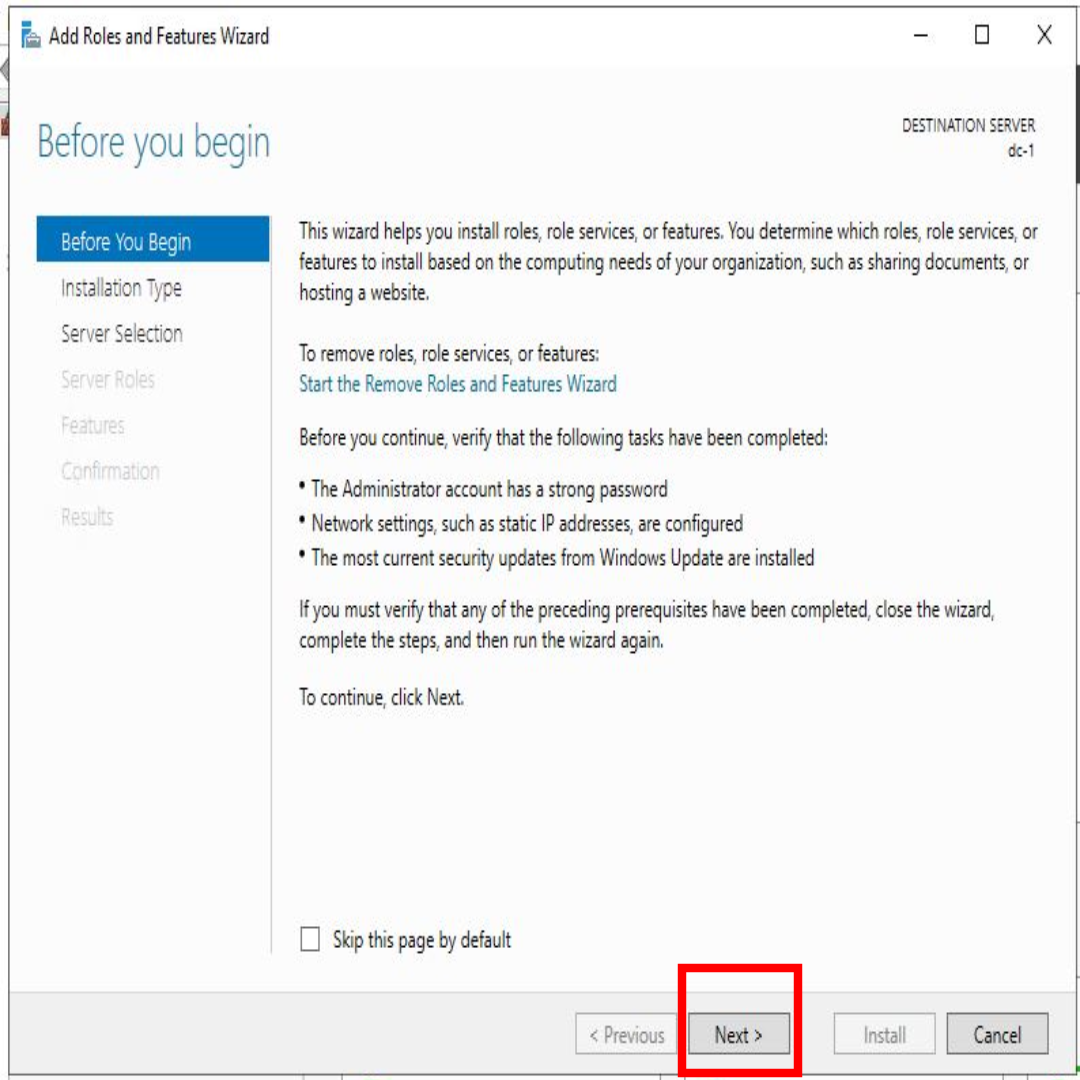 Add Roles and Features Wizard
Before you begin
DESTINATION SERVER
dc-1
Before You Begin
Installation Type
Server Selection
Server Roles
Features
Confirmation
Results
This wizard helps you install roles, role services, or features. You determine which roles, role services, or
features to install based on the computing needs of your organization, such as sharing documents, or
hosting a website.
To remove roles, role services, or features:
Start the Remove Roles and Features Wizard
Before you continue, verify that the following tasks have been completed:
• The Administrator account has a strong password
• Network settings, such as static IP addresses, are configured
• The most current security updates from Windows Update are installed
If you must verify that any of the preceding prerequisites have been completed, close the wizard,
complete the steps, and then run the wizard again.
To continue, click Next.
Skip this page by default
< Previous
Next >
Install
Cancel